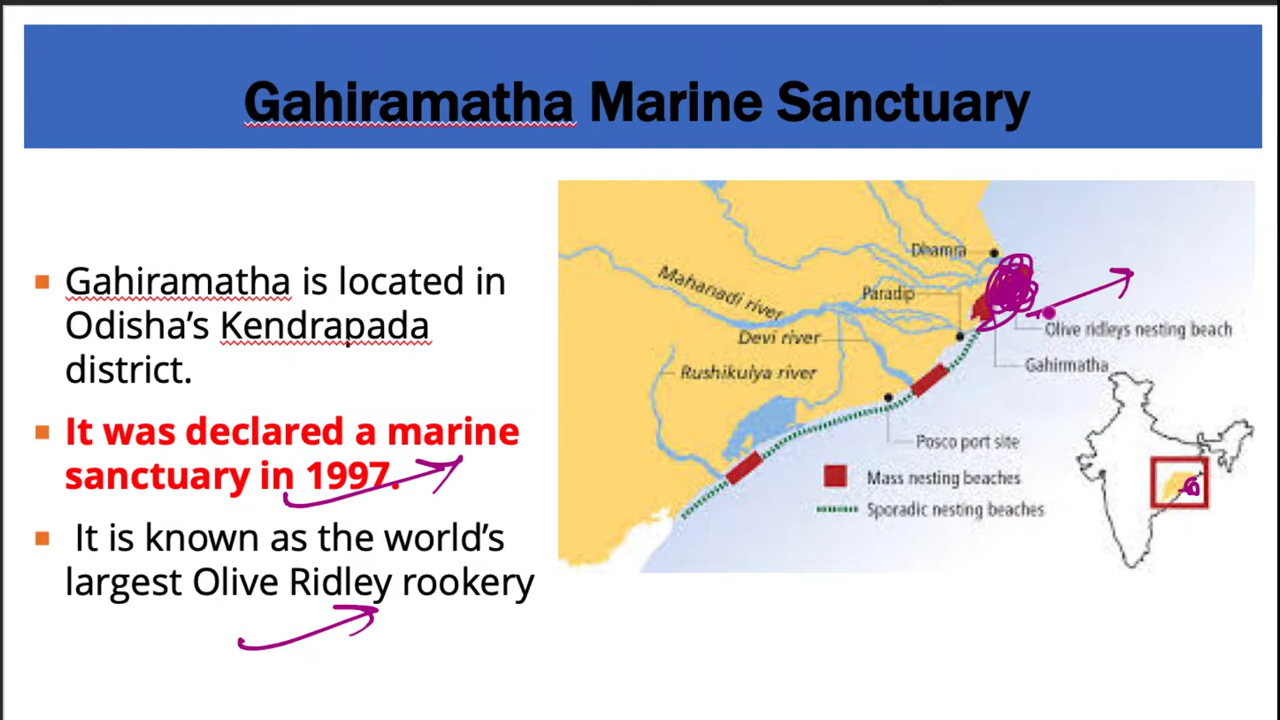 Gahiramatha Marine Sanctuary
Gahiramatha is located in
Odisha's Kendrapada
district.
It was declared a marine
sanctuary in 1997.
It is known as the world's
largest Olive Ridley rookery
Dhamra
Mahanadi river
Paradip
Olive ridleys nesting beach
Devi river
Gahirmatha
Rushikulya river
Posco port site
Mass nesting beaches
Sporadic nesting beaches